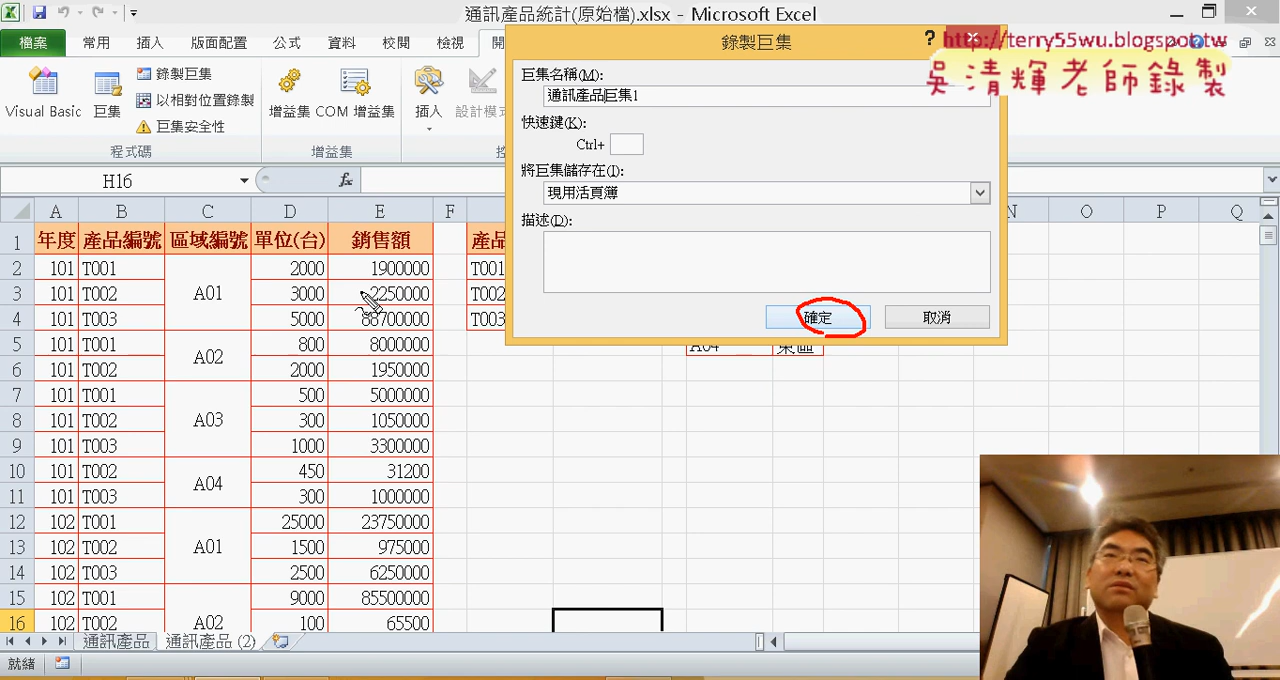 通訊產品統計(原始檔).xlsx - Microsoft Excel
檔案 常用 插入 版面配置 公式 資料 校閱 檢視 開
http://terry55wu.blogspot.tw
吳清輝老師錄製
錄製巨集
以相對位置錄製
巨集安全性
Visual Basic 巨集 增益集 COM 增益集 插入 設計模式
程式碼 增益集 控
錄製巨集
巨集名稱(M):
通訊產品巨集1
快速鍵(K):
Ctrl+
將巨集儲存在(I):
現用活頁簿
描述(D):
確定 取消
H16 fx
A B C D E F N O P Q
1 年度 產品編號 區域編號 單位(台) 銷售額 產品
2 101 T001 2000 1900000 T001
3 101 T002 A01 3000 2250000 T002
4 101 T003 5000 88700000 T003
5 101 T001 A02 800 8000000 A04 東區
6 101 T002 2000 1950000
7 101 T001 500 5000000
8 101 T002 A03 300 1050000
9 101 T003 1000 3300000
10 101 T002 A04 450 31200
11 101 T003 300 1000000
12 102 T001 25000 23750000
13 102 T002 A01 1500 975000
14 102 T003 2500 6250000
15 102 T001 9000 85500000
16 102 T002 A02 100 65500
通訊產品 通訊產品 (2)
就緒